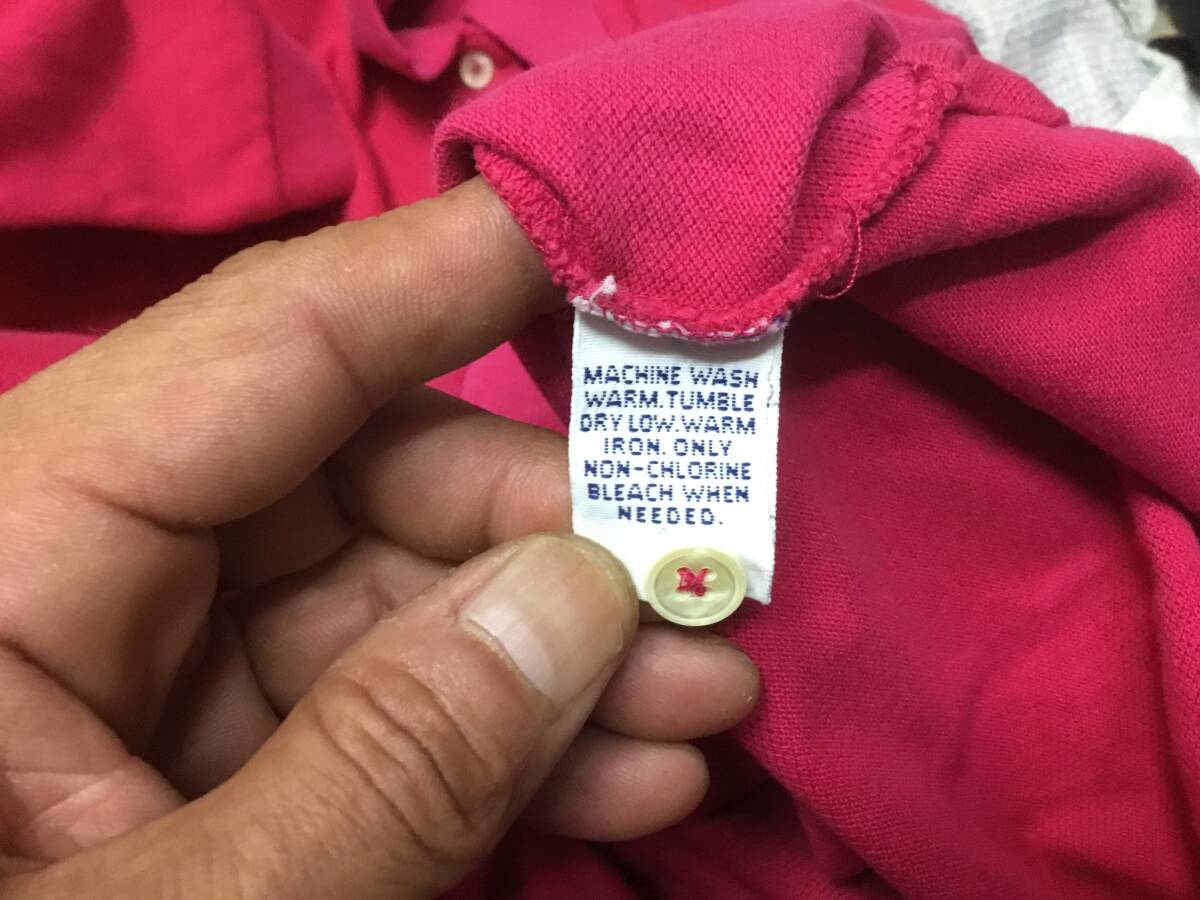 MACHINE WASH
WARM.TUMBLE
DRY LOW.WARM
IRON. ONLY
NON-CHLORINE
BLEACH WHEN
NEEDED.